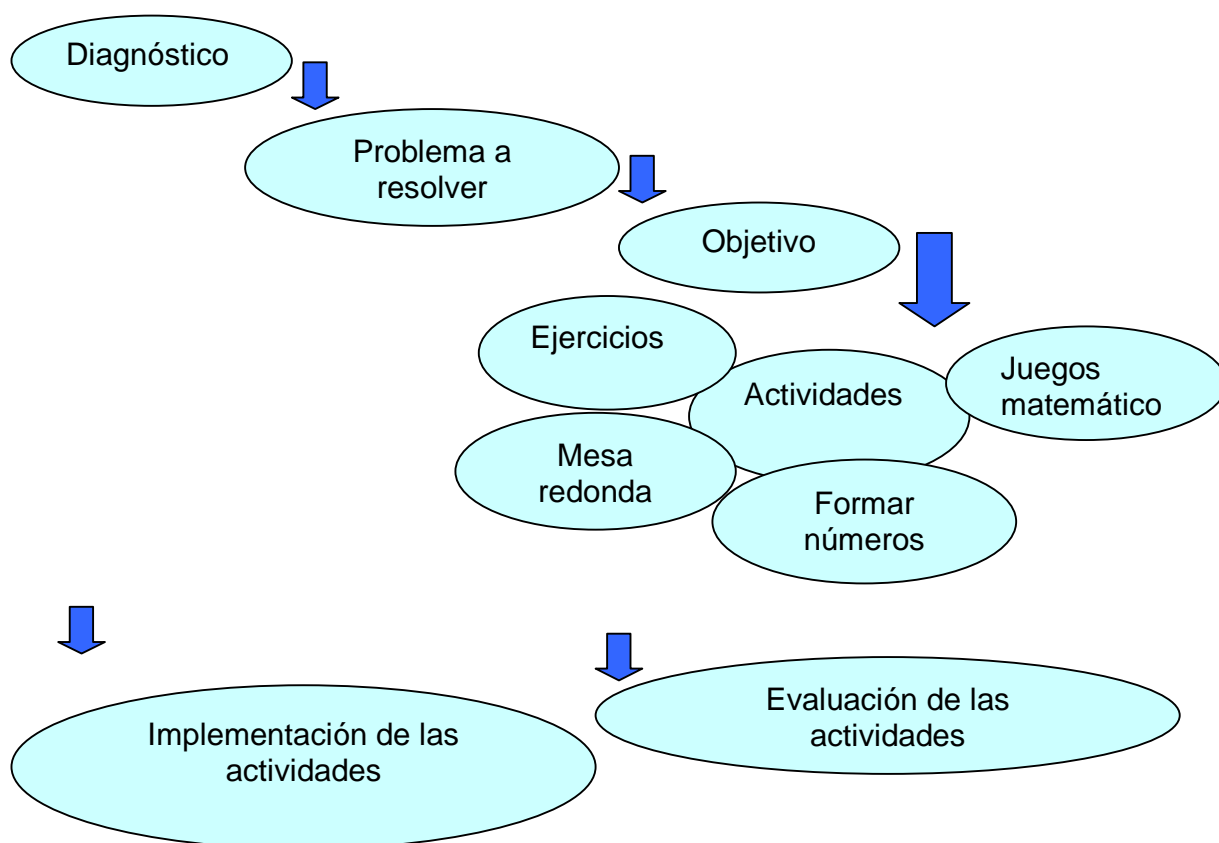 Diagnóstico
Problema a
resolver
Objetivo
Ejercicios
Actividades
Juegos
matemático
Mesa
redonda
Formar
números
Implementación de las
actividades
Evaluación de las
actividades